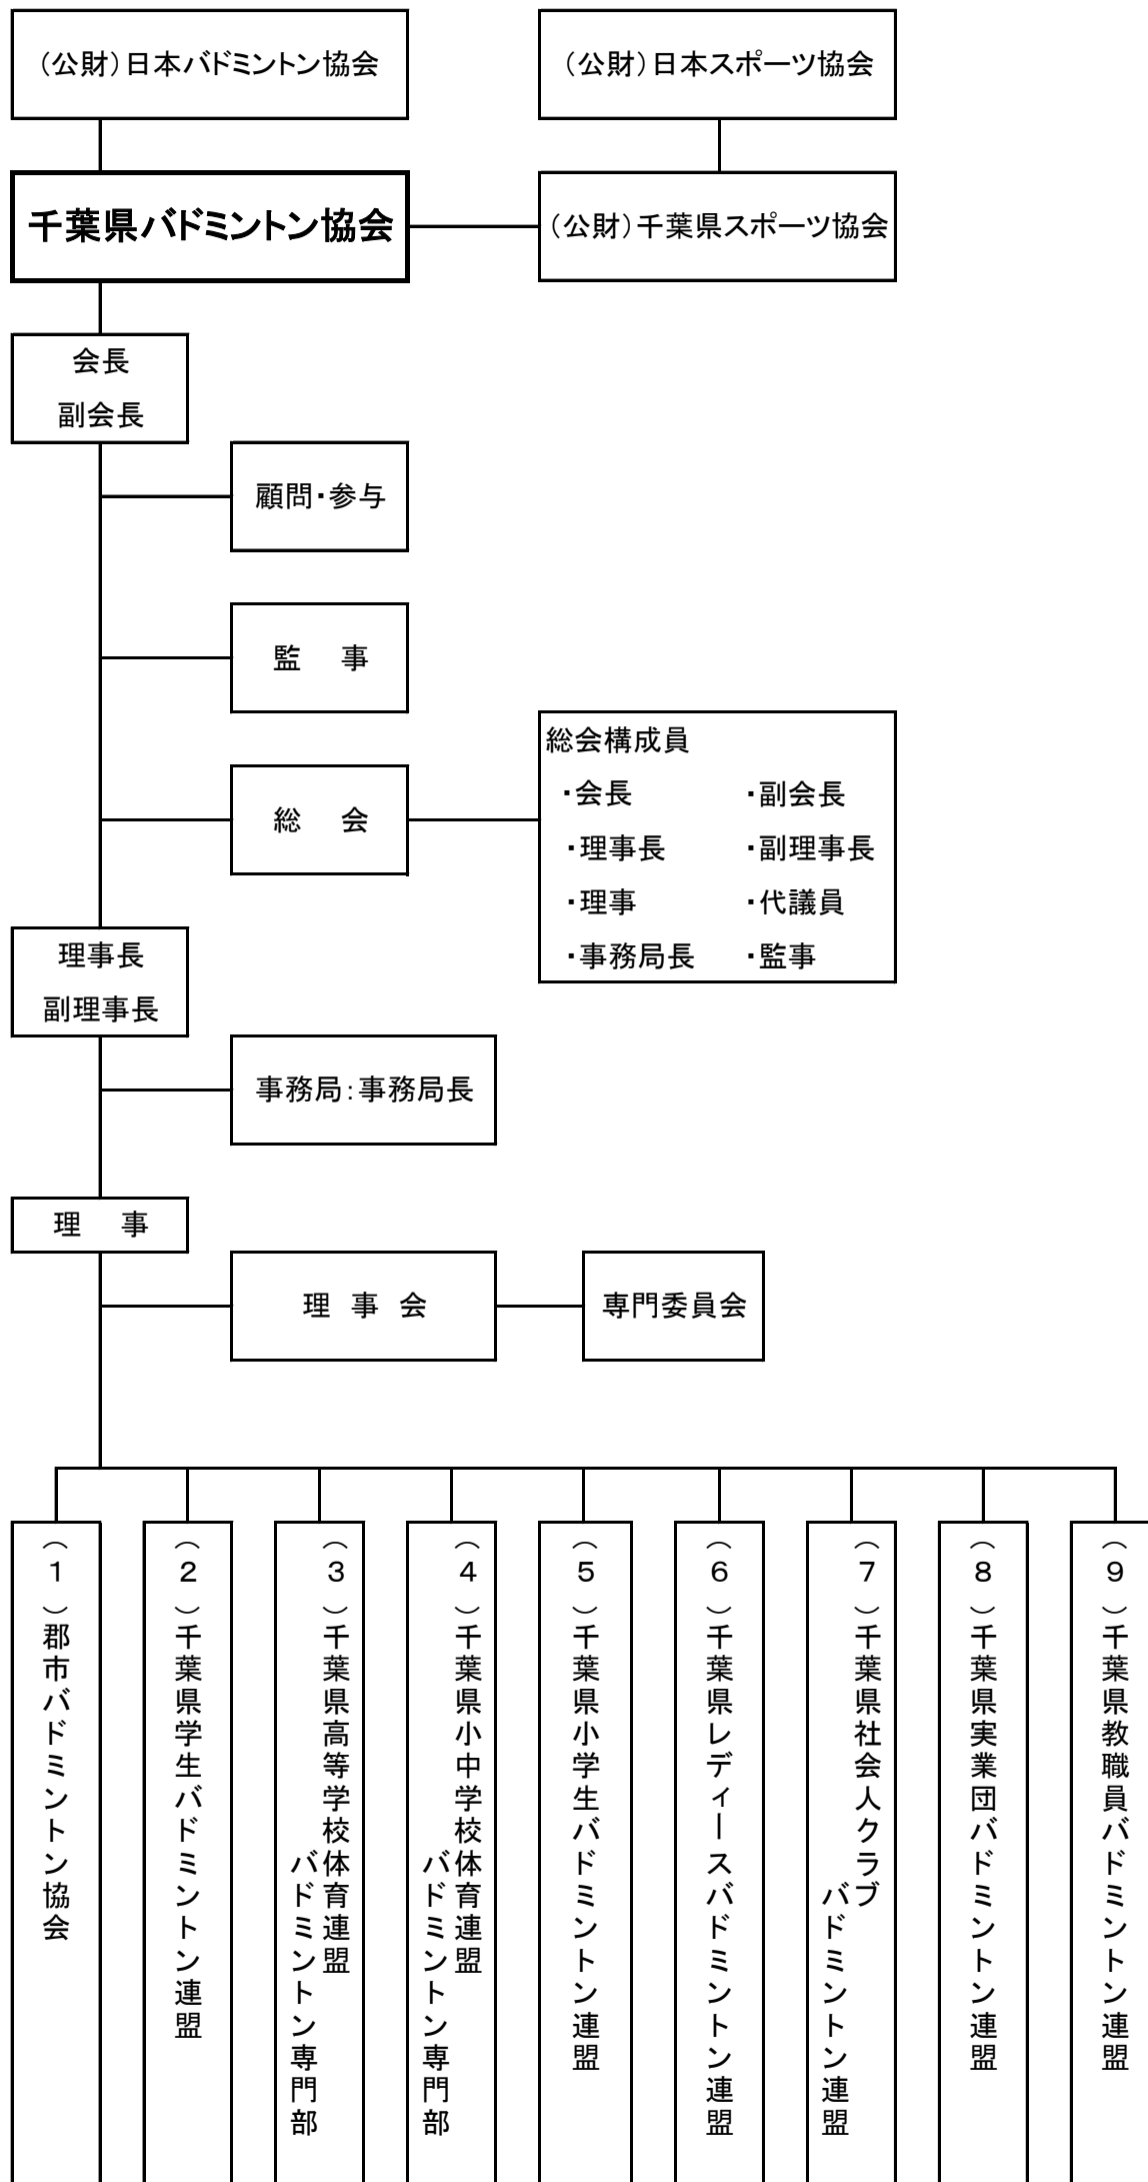 (公財)日本バドミントン協会
(公財)日本スポーツ協会
千葉県バドミントン協会
(公財)千葉県スポーツ協会
会長
副会長
顧問・参与
監 事
総 会
総会構成員
・会長 ・副会長
・理事長 ・副理事長
・理事 ・代議員
・事務局長 ・監事
理事長
副理事長
事務局:事務局長
理 事
理 事 会
専門委員会
(1)郡市バドミントン協会
(2)千葉県学生バドミントン連盟
(3)千葉県高等学校体育連盟
バドミントン専門部
(4)千葉県小中学校体育連盟
バドミントン専門部
(5)千葉県小学生バドミントン連盟
(6)千葉県レディースバドミントン連盟
(7)千葉県社会人クラブ
バドミントン連盟
(8)千葉県実業団バドミントン連盟
(9)千葉県教職員バドミントン連盟